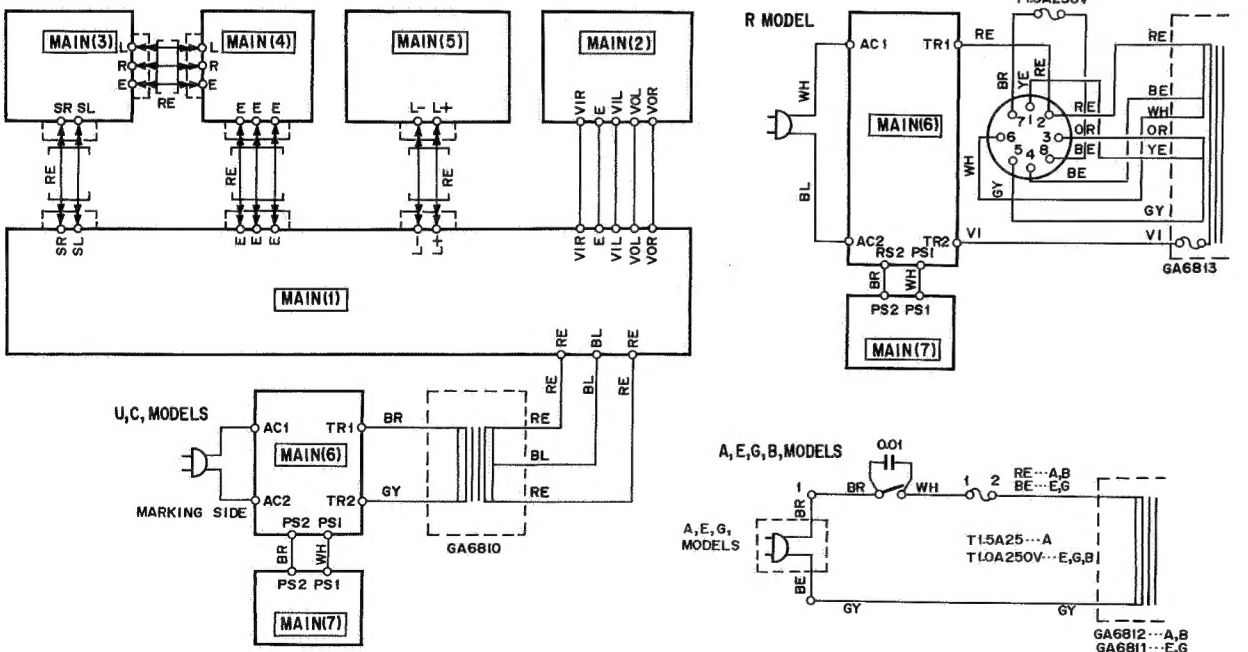 MAIN(3)
L
R
E
RE
L
R
E
MAIN(4)
MAIN(5)
MAIN(2)
SR SL
E E E
L- L+
VIR
E
VIL
VOL
VOR
RE
RE
RE
SR
SL
E
E
E
L-
L+
VIR
E
VIL
VOL
VOR
MAIN(1)
RE
BL
RE
RE
BL
RE
U,C, MODELS
AC1 TR1
MAIN(6)
AC2 TR2
MARKING SIDE
PS2 PS1
BR
WH
PS2 PS1
MAIN(7)
BR
GY
RE
BL
RE
GA6810
R MODEL
WH
BL
AC1 TR1
MAIN(6)
AC2 TR2
RS2 PS1
BR
WH
PS2 PS1
MAIN(7)
RE
VI
BR
YE
RE
7 1 2
6 3
5 4 8
WH
GY
RE
OR
BE
BE
RE
BE
WH
OR
YE
GY
VI
GA6813
A,E,G,B,MODELS
0.01
1
BR
WH
1 2
RE···A,B
BE···E,G
BR
A,E,G,
MODELS
T1.5A25···A
T1.0A250V···E,G,B
BE
GY
GY
GA6812···A,B
GA6811···E,G